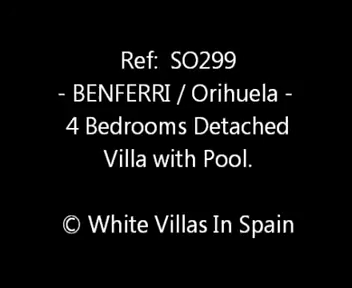 Ref:  SO299
- BENFERRI / Orihuela -
4 Bedrooms Detached
Villa with Pool.
© White Villas In Spain